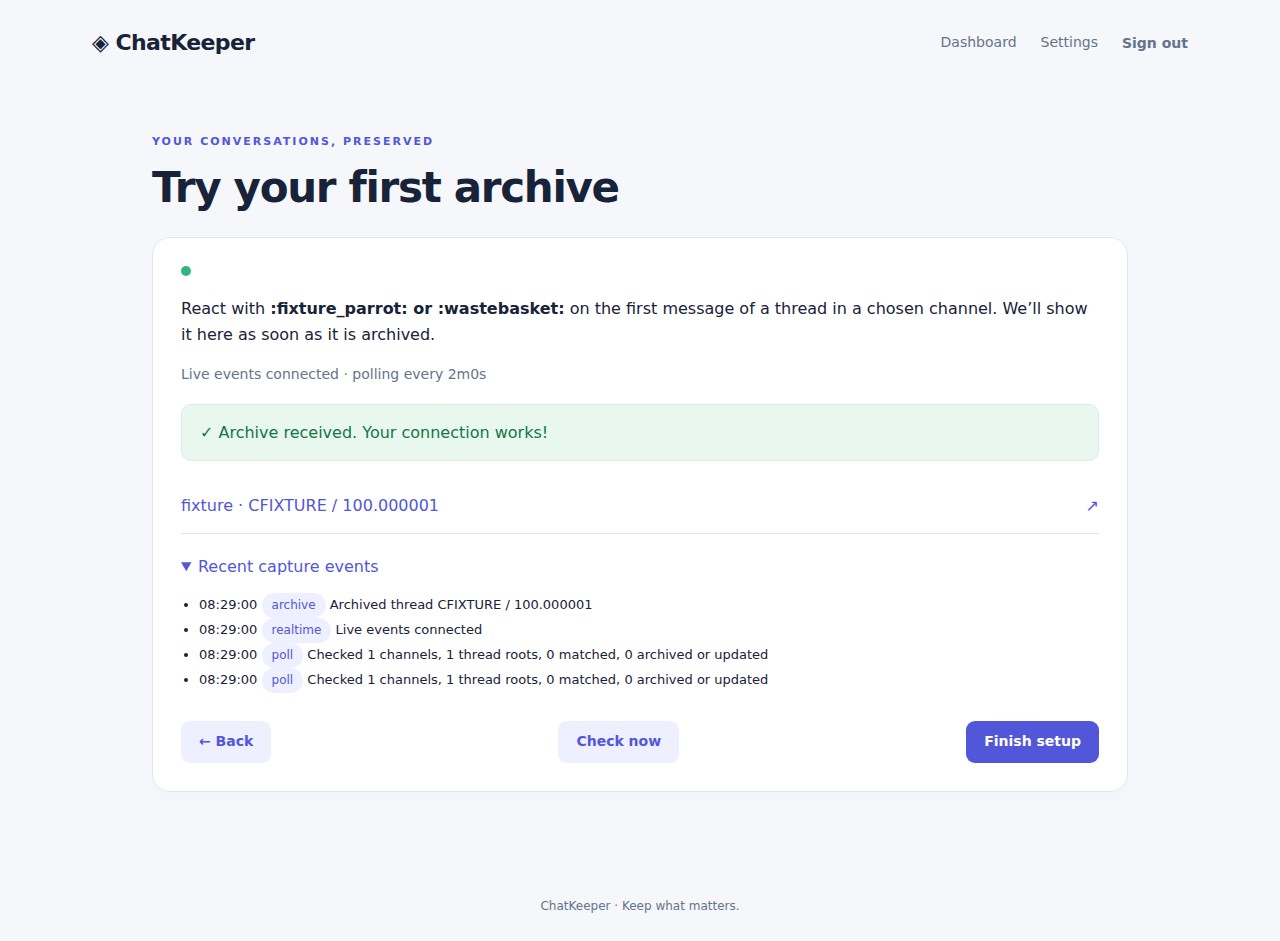 ◈ ChatKeeper
Dashboard Settings Sign out
YOUR CONVERSATIONS, PRESERVED
Try your first archive
React with :fixture_parrot: or :wastebasket: on the first message of a thread in a chosen channel. We’ll show
it here as soon as it is archived.
Live events connected · polling every 2m0s
✓ Archive received. Your connection works!
fixture · CFIXTURE / 100.000001 ↗
▼ Recent capture events
• 08:29:00 archive Archived thread CFIXTURE / 100.000001
• 08:29:00 realtime Live events connected
• 08:29:00 poll Checked 1 channels, 1 thread roots, 0 matched, 0 archived or updated
• 08:29:00 poll Checked 1 channels, 1 thread roots, 0 matched, 0 archived or updated
← Back Check now Finish setup
ChatKeeper · Keep what matters.